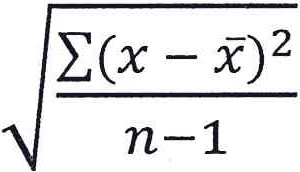 √(∑(x − x̄)² / (n−1))